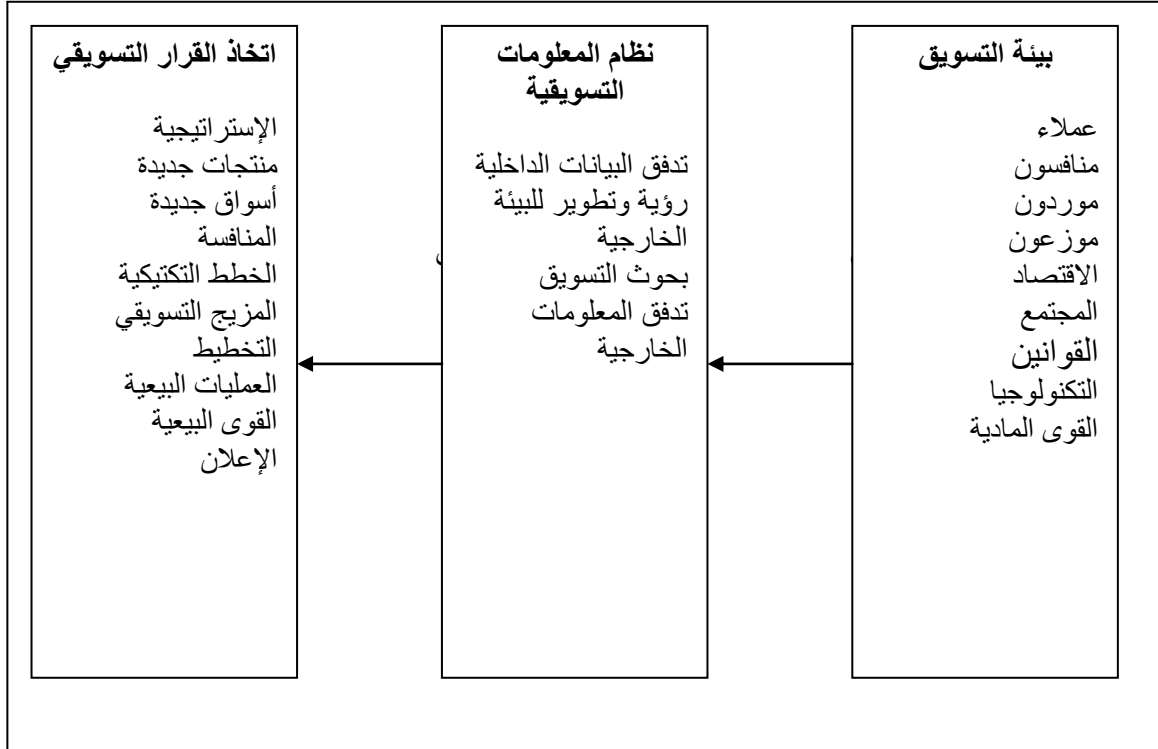 بيئة التسويق
عملاء
منافسون
موردون
موزعون
الاقتصاد
المجتمع
القوانين
التكنولوجيا
القوى المادية
نظام المعلومات
التسويقية
تدفق البيانات الداخلية
رؤية وتطوير للبيئة
الخارجية
بحوث التسويق
تدفق المعلومات
الخارجية
اتخاذ القرار التسويقي
الإستراتيجية
منتجات جديدة
أسواق جديدة
المنافسة
الخطط التكتيكية
المزيج التسويقي
التخطيط
العمليات البيعية
القوى البيعية
الإعلان